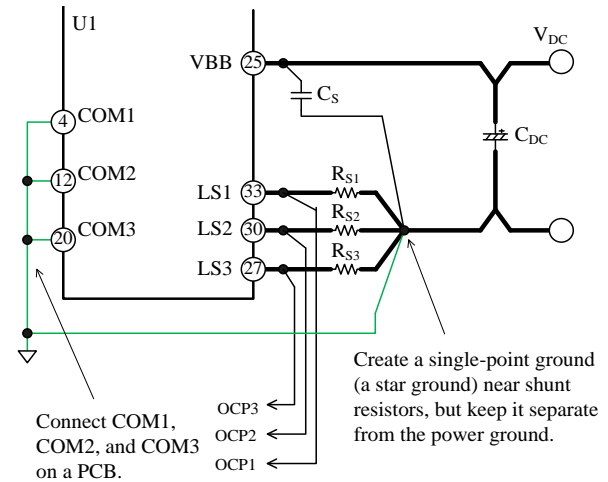 U1
VBB
25
V_DC
C_S
4
COM1
C_DC
12
COM2
LS1
33
R_S1
LS2
30
R_S2
20
COM3
LS3
27
R_S3
Create a single-point ground
(a star ground) near shunt
resistors, but keep it separate
from the power ground.
Connect COM1,
COM2, and COM3
on a PCB.
OCP3
OCP2
OCP1